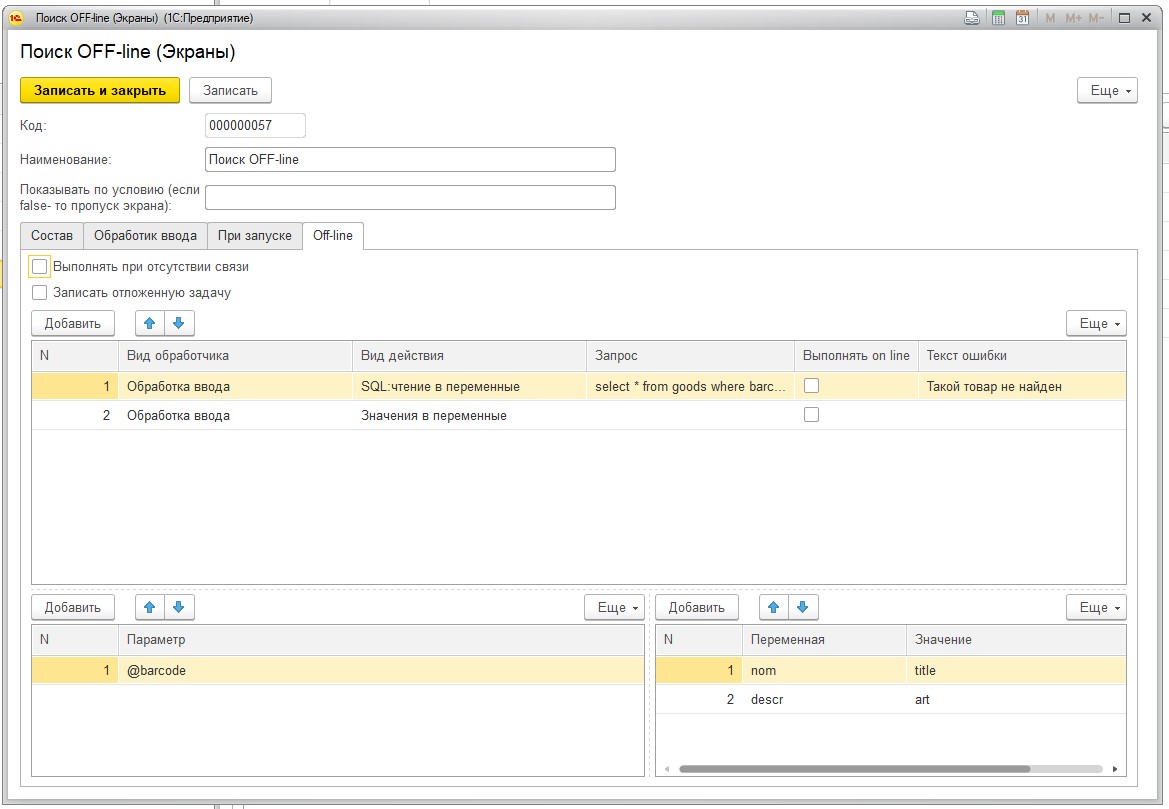 Поиск OFF-line (Экраны) (1С:Предприятие)
31 M M+ M-
Поиск OFF-line (Экраны)
Записать и закрыть Записать Еще
Код: 000000057
Наименование: Поиск OFF-line
Показывать по условию (если
false- то пропуск экрана):
Состав Обработик ввода При запуске Off-line
Выполнять при отсутствии связи
Записать отложенную задачу
Добавить Еще
N Вид обработчика Вид действия Запрос Выполнять on line Текст ошибки
1 Обработка ввода SQL:чтение в переменные select * from goods where barc... Такой товар не найден
2 Обработка ввода Значения в переменные
Добавить Еще Добавить Еще
N Параметр N Переменная Значение
1 @barcode 1 nom title
2 descr art